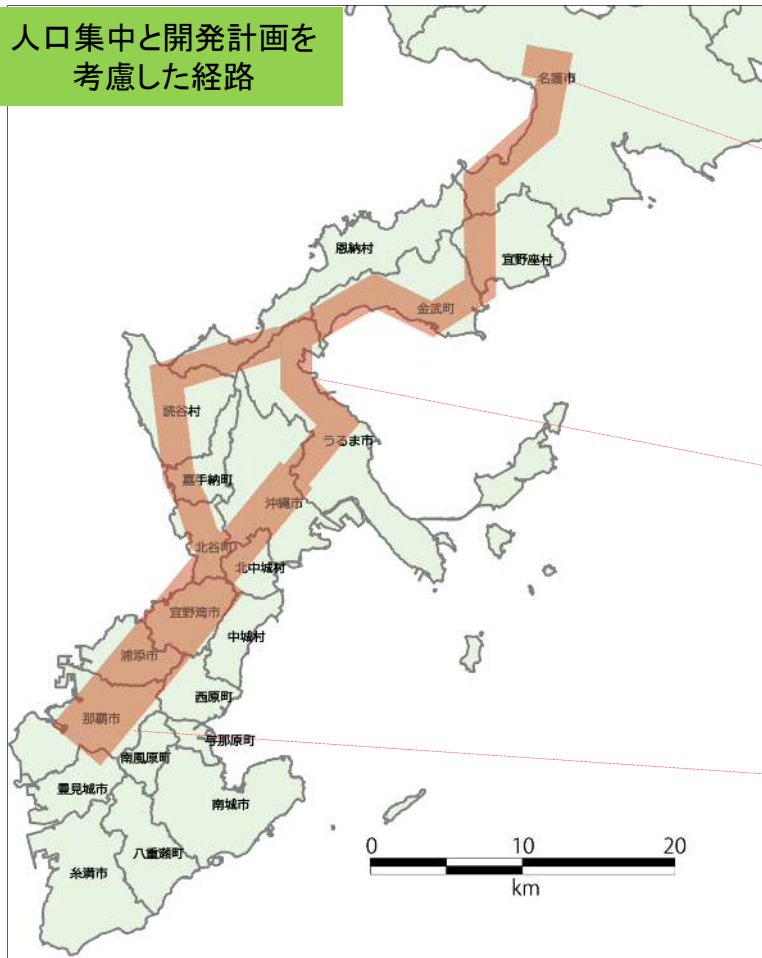 人口集中と開発計画を
考慮した経路
名護市
恩納村
宜野座村
金武町
読谷村
うるま市
嘉手納町
沖縄市
北谷町
北中城村
宜野湾市
中城村
浦添市
西原町
那覇市
与那原町
南風原町
豊見城市
南城市
八重瀬町
糸満市
0 10 20
km